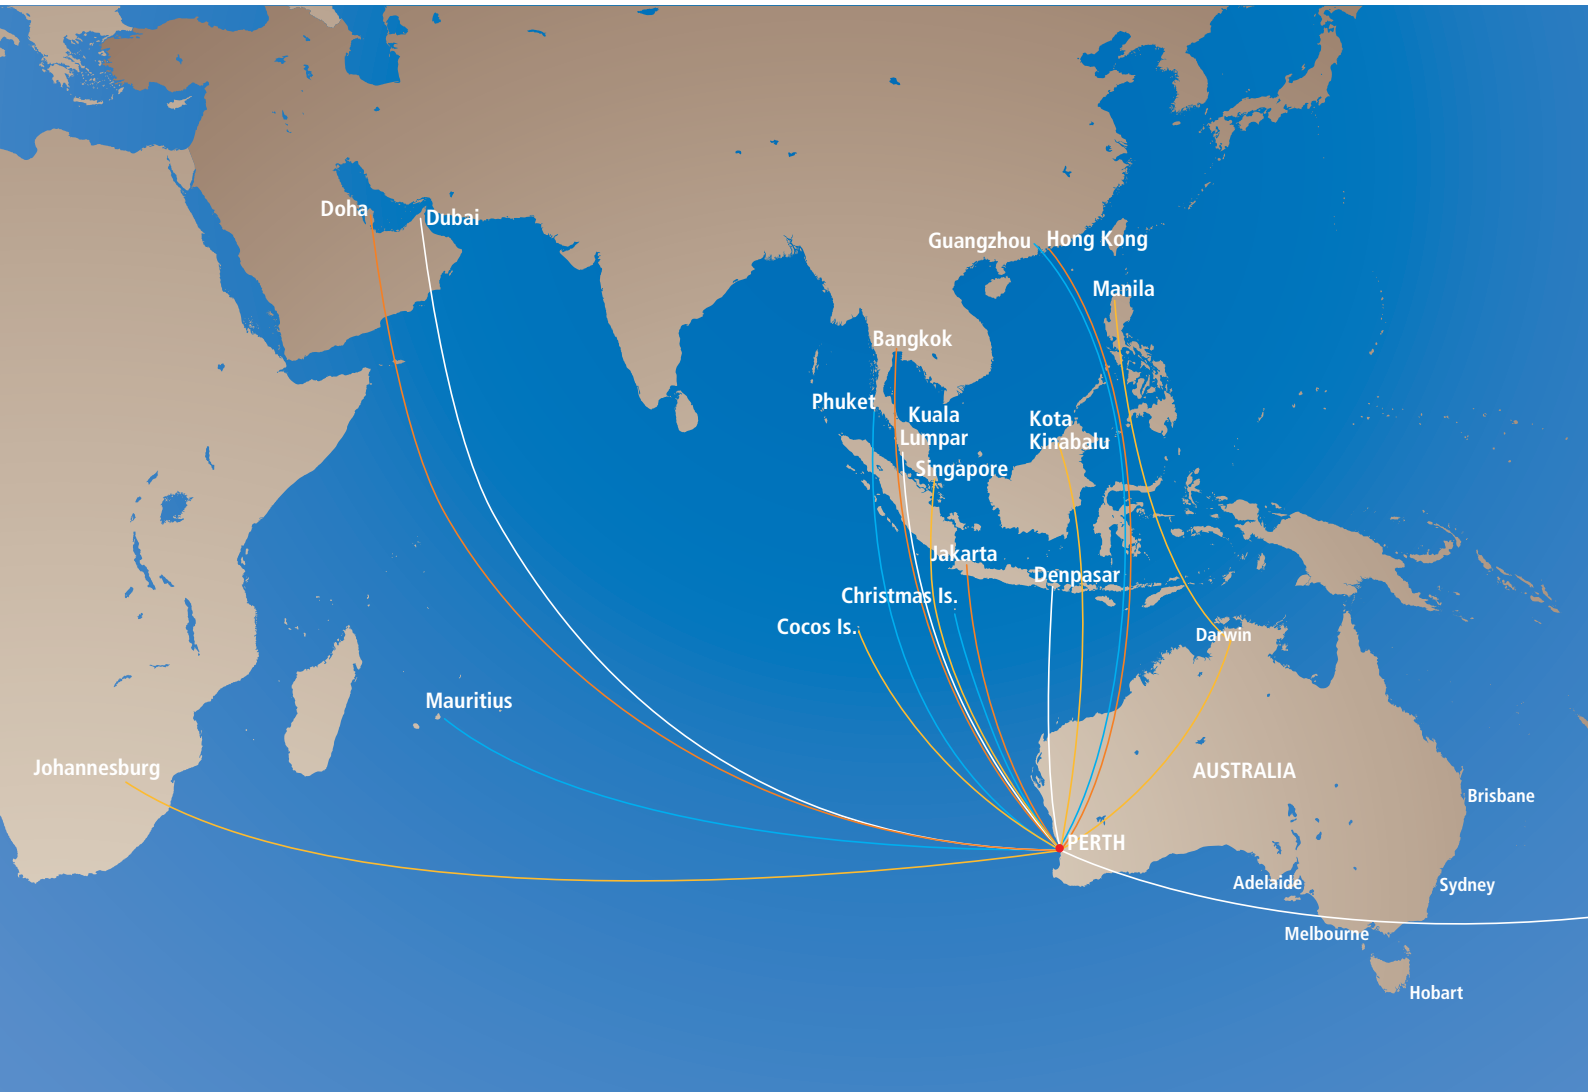 Doha
Dubai
Guangzhou
Hong Kong
Manila
Bangkok
Phuket
Kuala
Lumpar
Kota
Kinabalu
Singapore
Jakarta
Denpasar
Christmas Is.
Cocos Is.
Darwin
Mauritius
Johannesburg
AUSTRALIA
Brisbane
PERTH
Adelaide
Sydney
Melbourne
Hobart